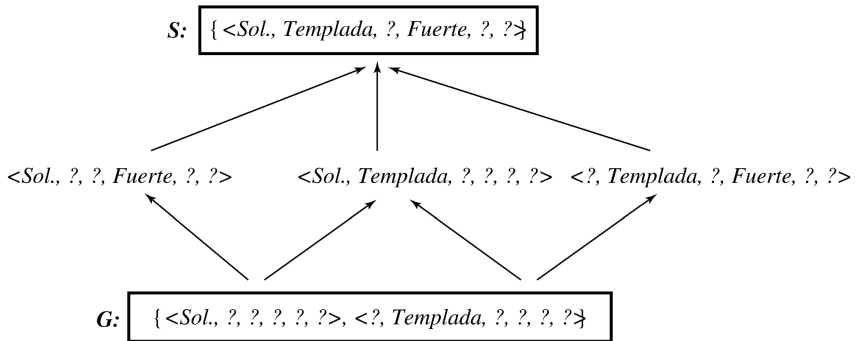 S: { <Sol., Templada, ?, Fuerte, ?, ?>}
<Sol., ?, ?, Fuerte, ?, ?> <Sol., Templada, ?, ?, ?, ?> <?, Templada, ?, Fuerte, ?, ?>
G: { <Sol., ?, ?, ?, ?, ?>, <?, Templada, ?, ?, ?, ?>}